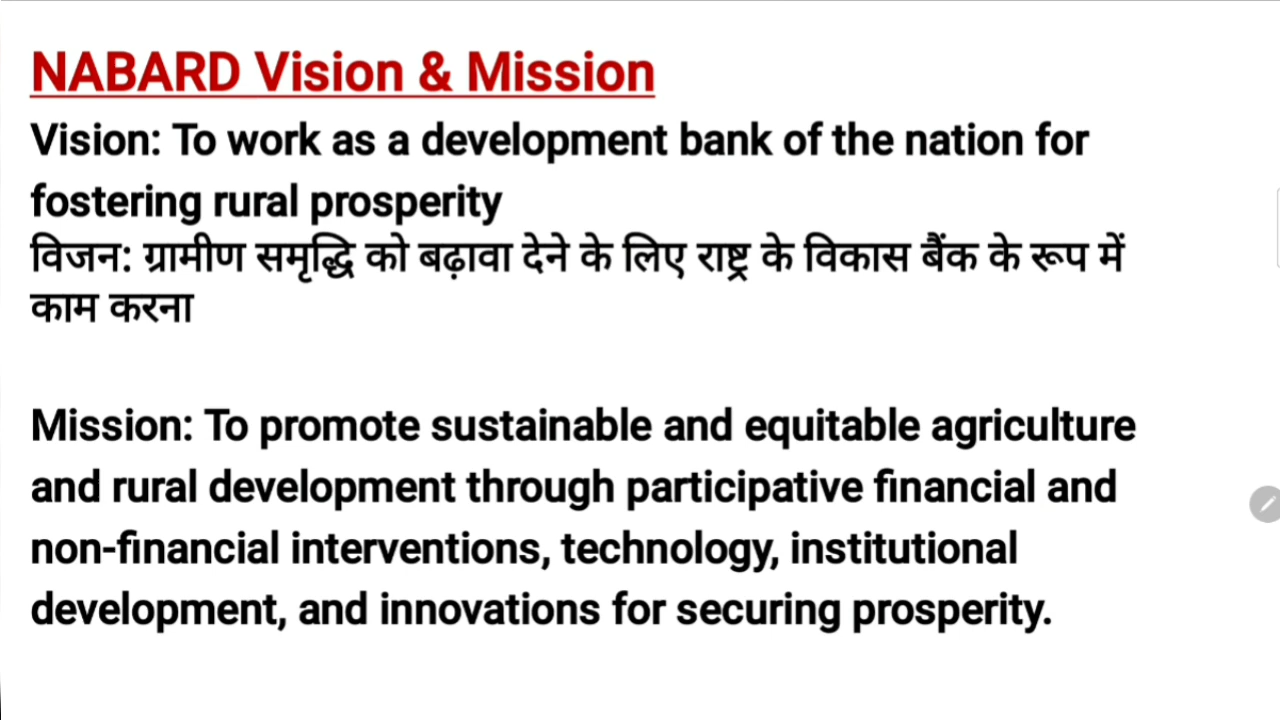 NABARD Vision & Mission
Vision: To work as a development bank of the nation for
fostering rural prosperity
विजन: ग्रामीण समृद्धि को बढ़ावा देने के लिए राष्ट्र के विकास बैंक के रूप में
काम करना
Mission: To promote sustainable and equitable agriculture
and rural development through participative financial and
non-financial interventions, technology, institutional
development, and innovations for securing prosperity.